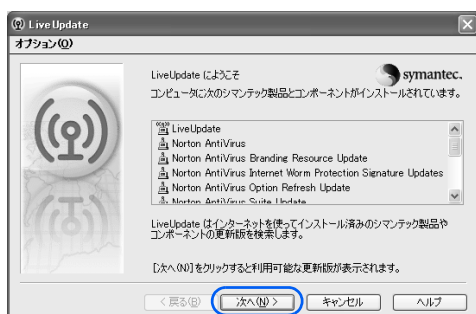 LiveUpdate
オプション(O)
LiveUpdate にようこそ
symantec.
コンピュータに次のシマンテック製品とコンポーネントがインストールされています。
LiveUpdate
Norton AntiVirus
Norton AntiVirus Branding Resource Update
Norton AntiVirus Internet Worm Protection Signature Updates
Norton AntiVirus Option Refresh Update
Norton AntiVirus Suite Update
LiveUpdate はインターネットを使ってインストール済みのシマンテック製品や
コンポーネントの更新版を検索します。
[次へ(N)]をクリックすると利用可能な更新版が表示されます。
< 戻る(B) 次へ(N) > キャンセル ヘルプ